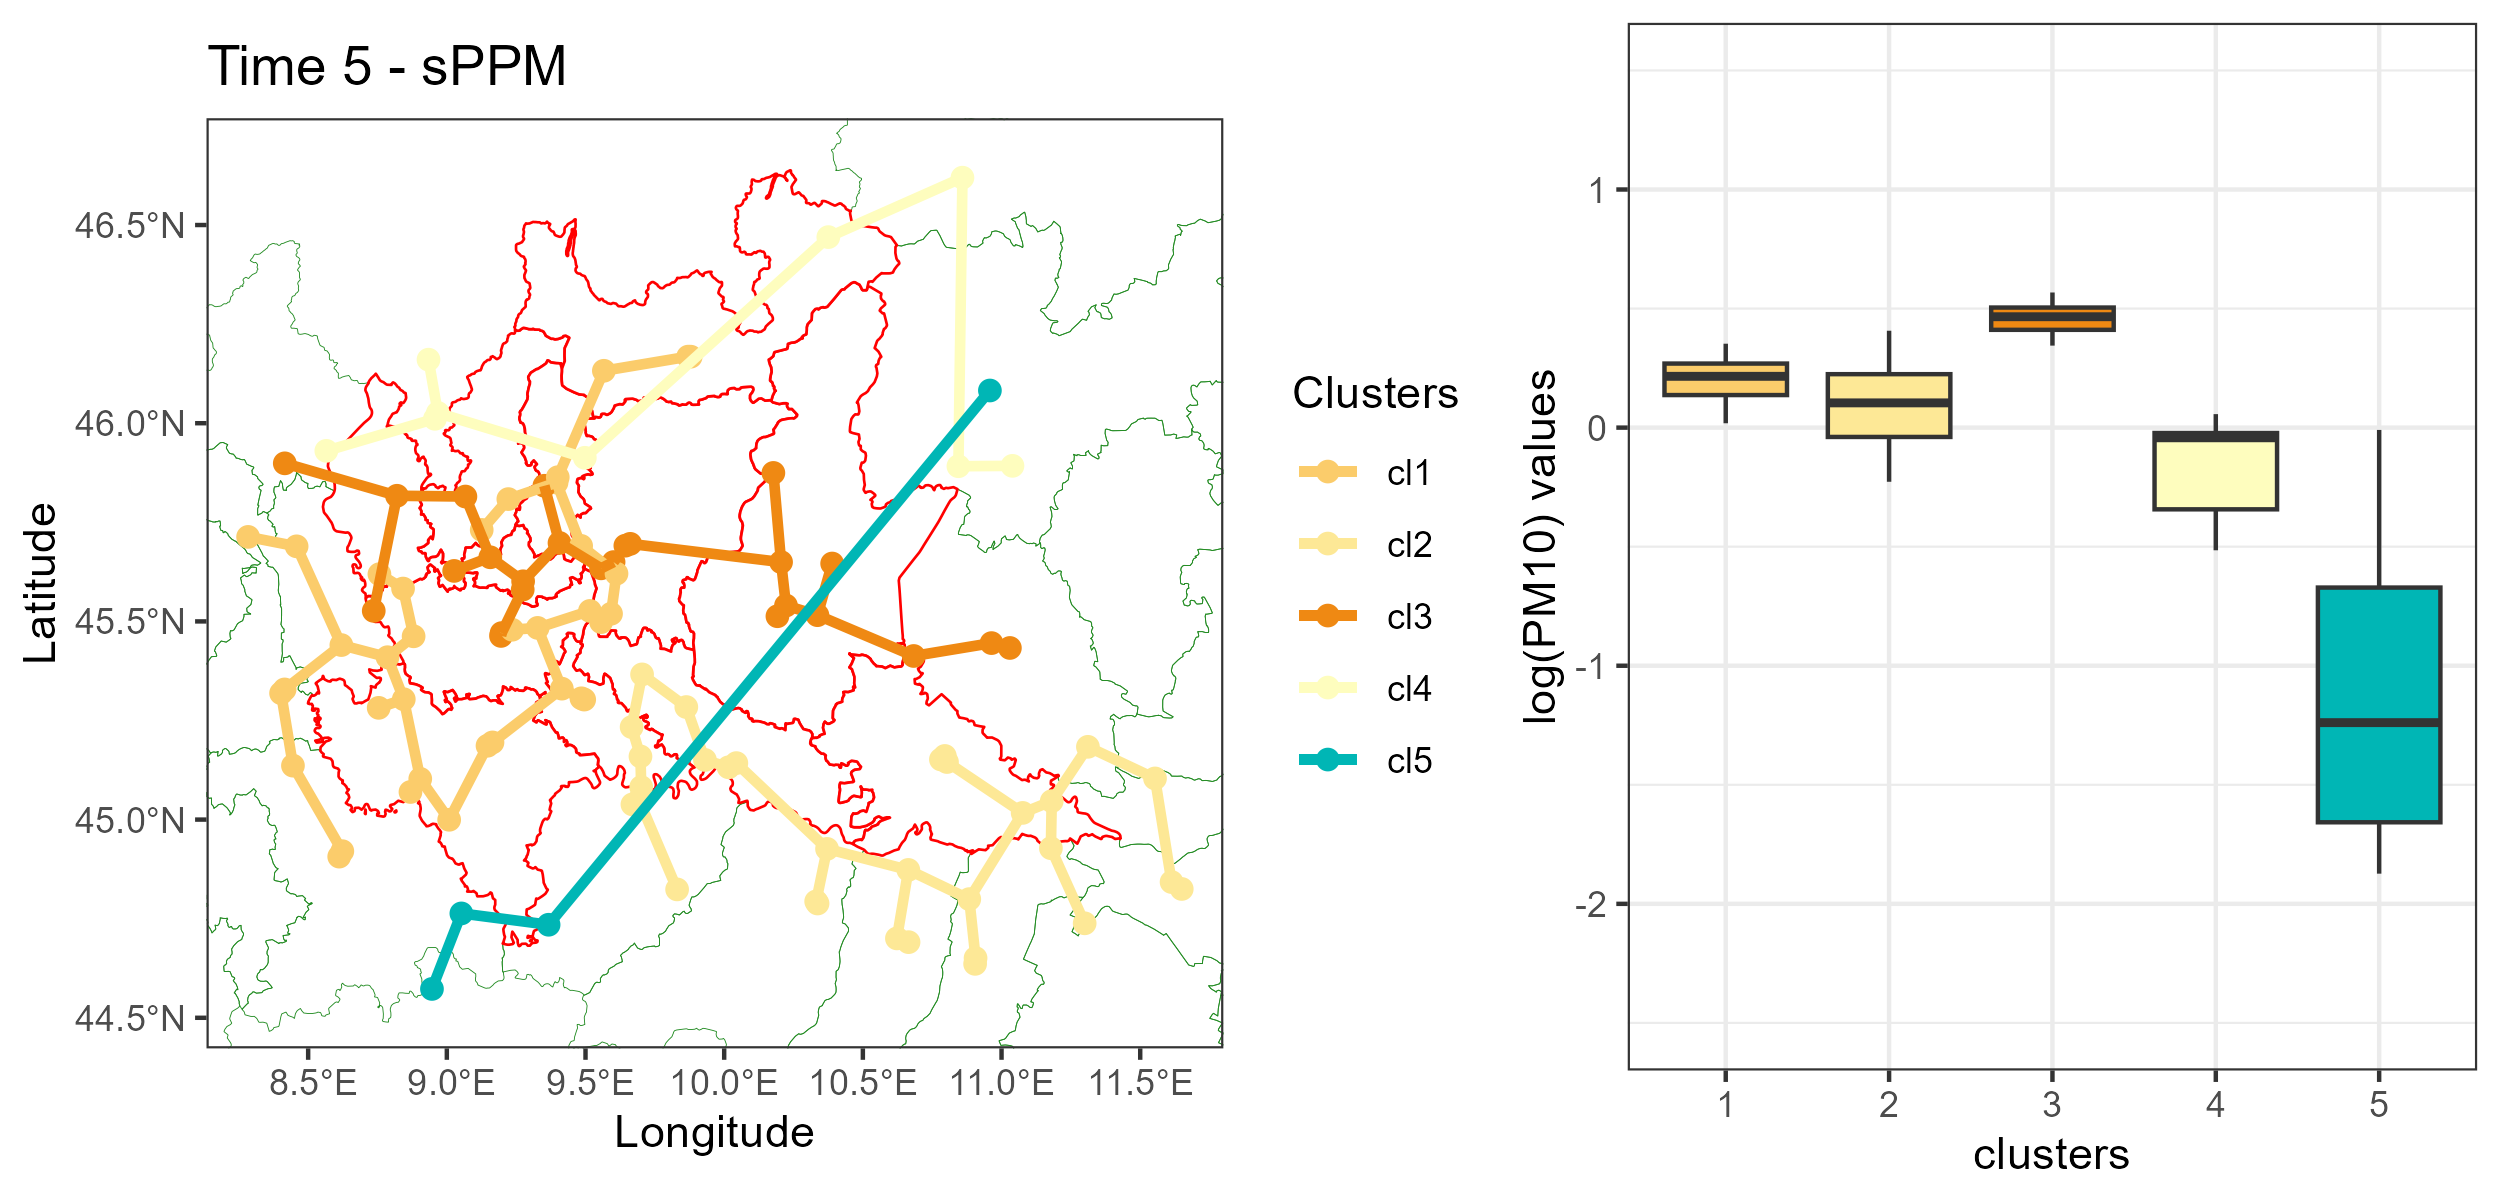 Time 5 - sPPM
Latitude
46.5°N
46.0°N
45.5°N
45.0°N
44.5°N
8.5°E 9.0°E 9.5°E 10.0°E 10.5°E 11.0°E 11.5°E
Longitude
Clusters
cl1
cl2
cl3
cl4
cl5
log(PM10) values
1
0
-1
-2
1 2 3 4 5
clusters